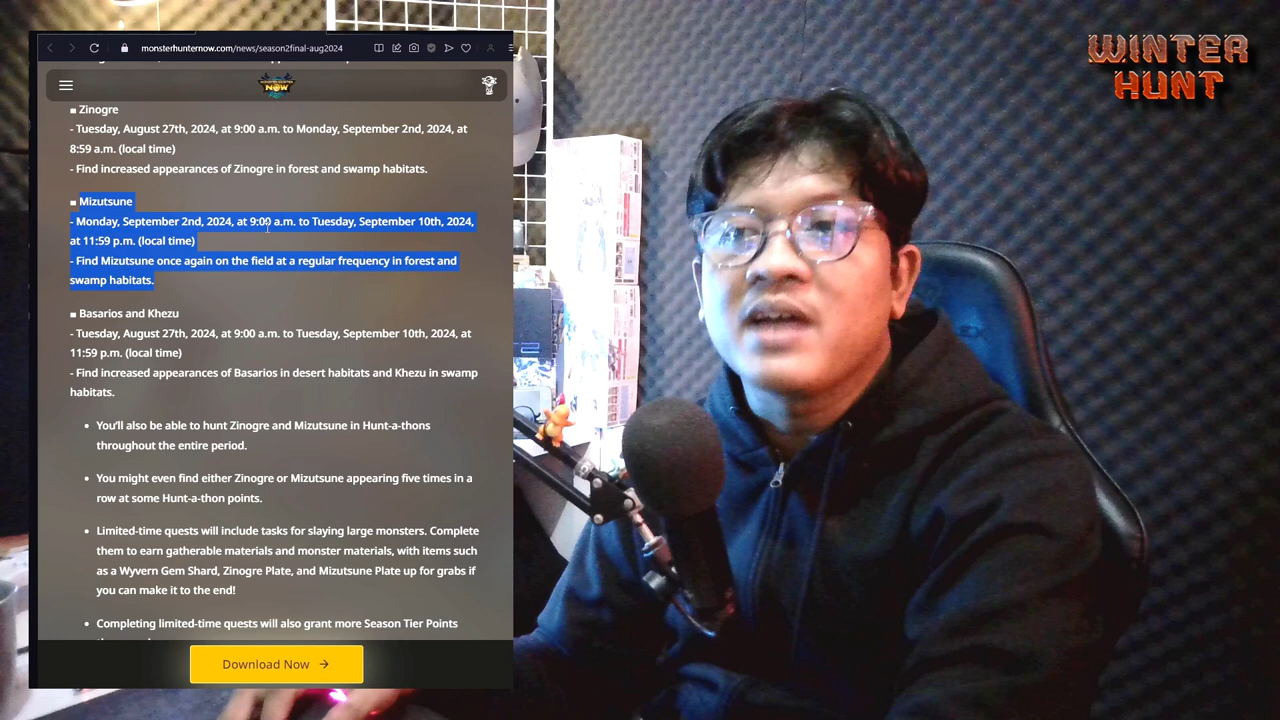 monsterhunternow.com/news/season2final-aug2024
WINTER
HUNT
NOW
■ Zinogre
- Tuesday, August 27th, 2024, at 9:00 a.m. to Monday, September 2nd, 2024, at
8:59 a.m. (local time)
- Find increased appearances of Zinogre in forest and swamp habitats.
■ Mizutsune
- Monday, September 2nd, 2024, at 9:00 a.m. to Tuesday, September 10th, 2024,
at 11:59 p.m. (local time)
- Find Mizutsune once again on the field at a regular frequency in forest and
swamp habitats.
■ Basarios and Khezu
- Tuesday, August 27th, 2024, at 9:00 a.m. to Tuesday, September 10th, 2024, at
11:59 p.m. (local time)
- Find increased appearances of Basarios in desert habitats and Khezu in swamp
habitats.
• You'll also be able to hunt Zinogre and Mizutsune in Hunt-a-thons
throughout the entire period.
• You might even find either Zinogre or Mizutsune appearing five times in a
row at some Hunt-a-thon points.
• Limited-time quests will include tasks for slaying large monsters. Complete
them to earn gatherable materials and monster materials, with items such
as a Wyvern Gem Shard, Zinogre Plate, and Mizutsune Plate up for grabs if
you can make it to the end!
• Completing limited-time quests will also grant more Season Tier Points
Download Now →